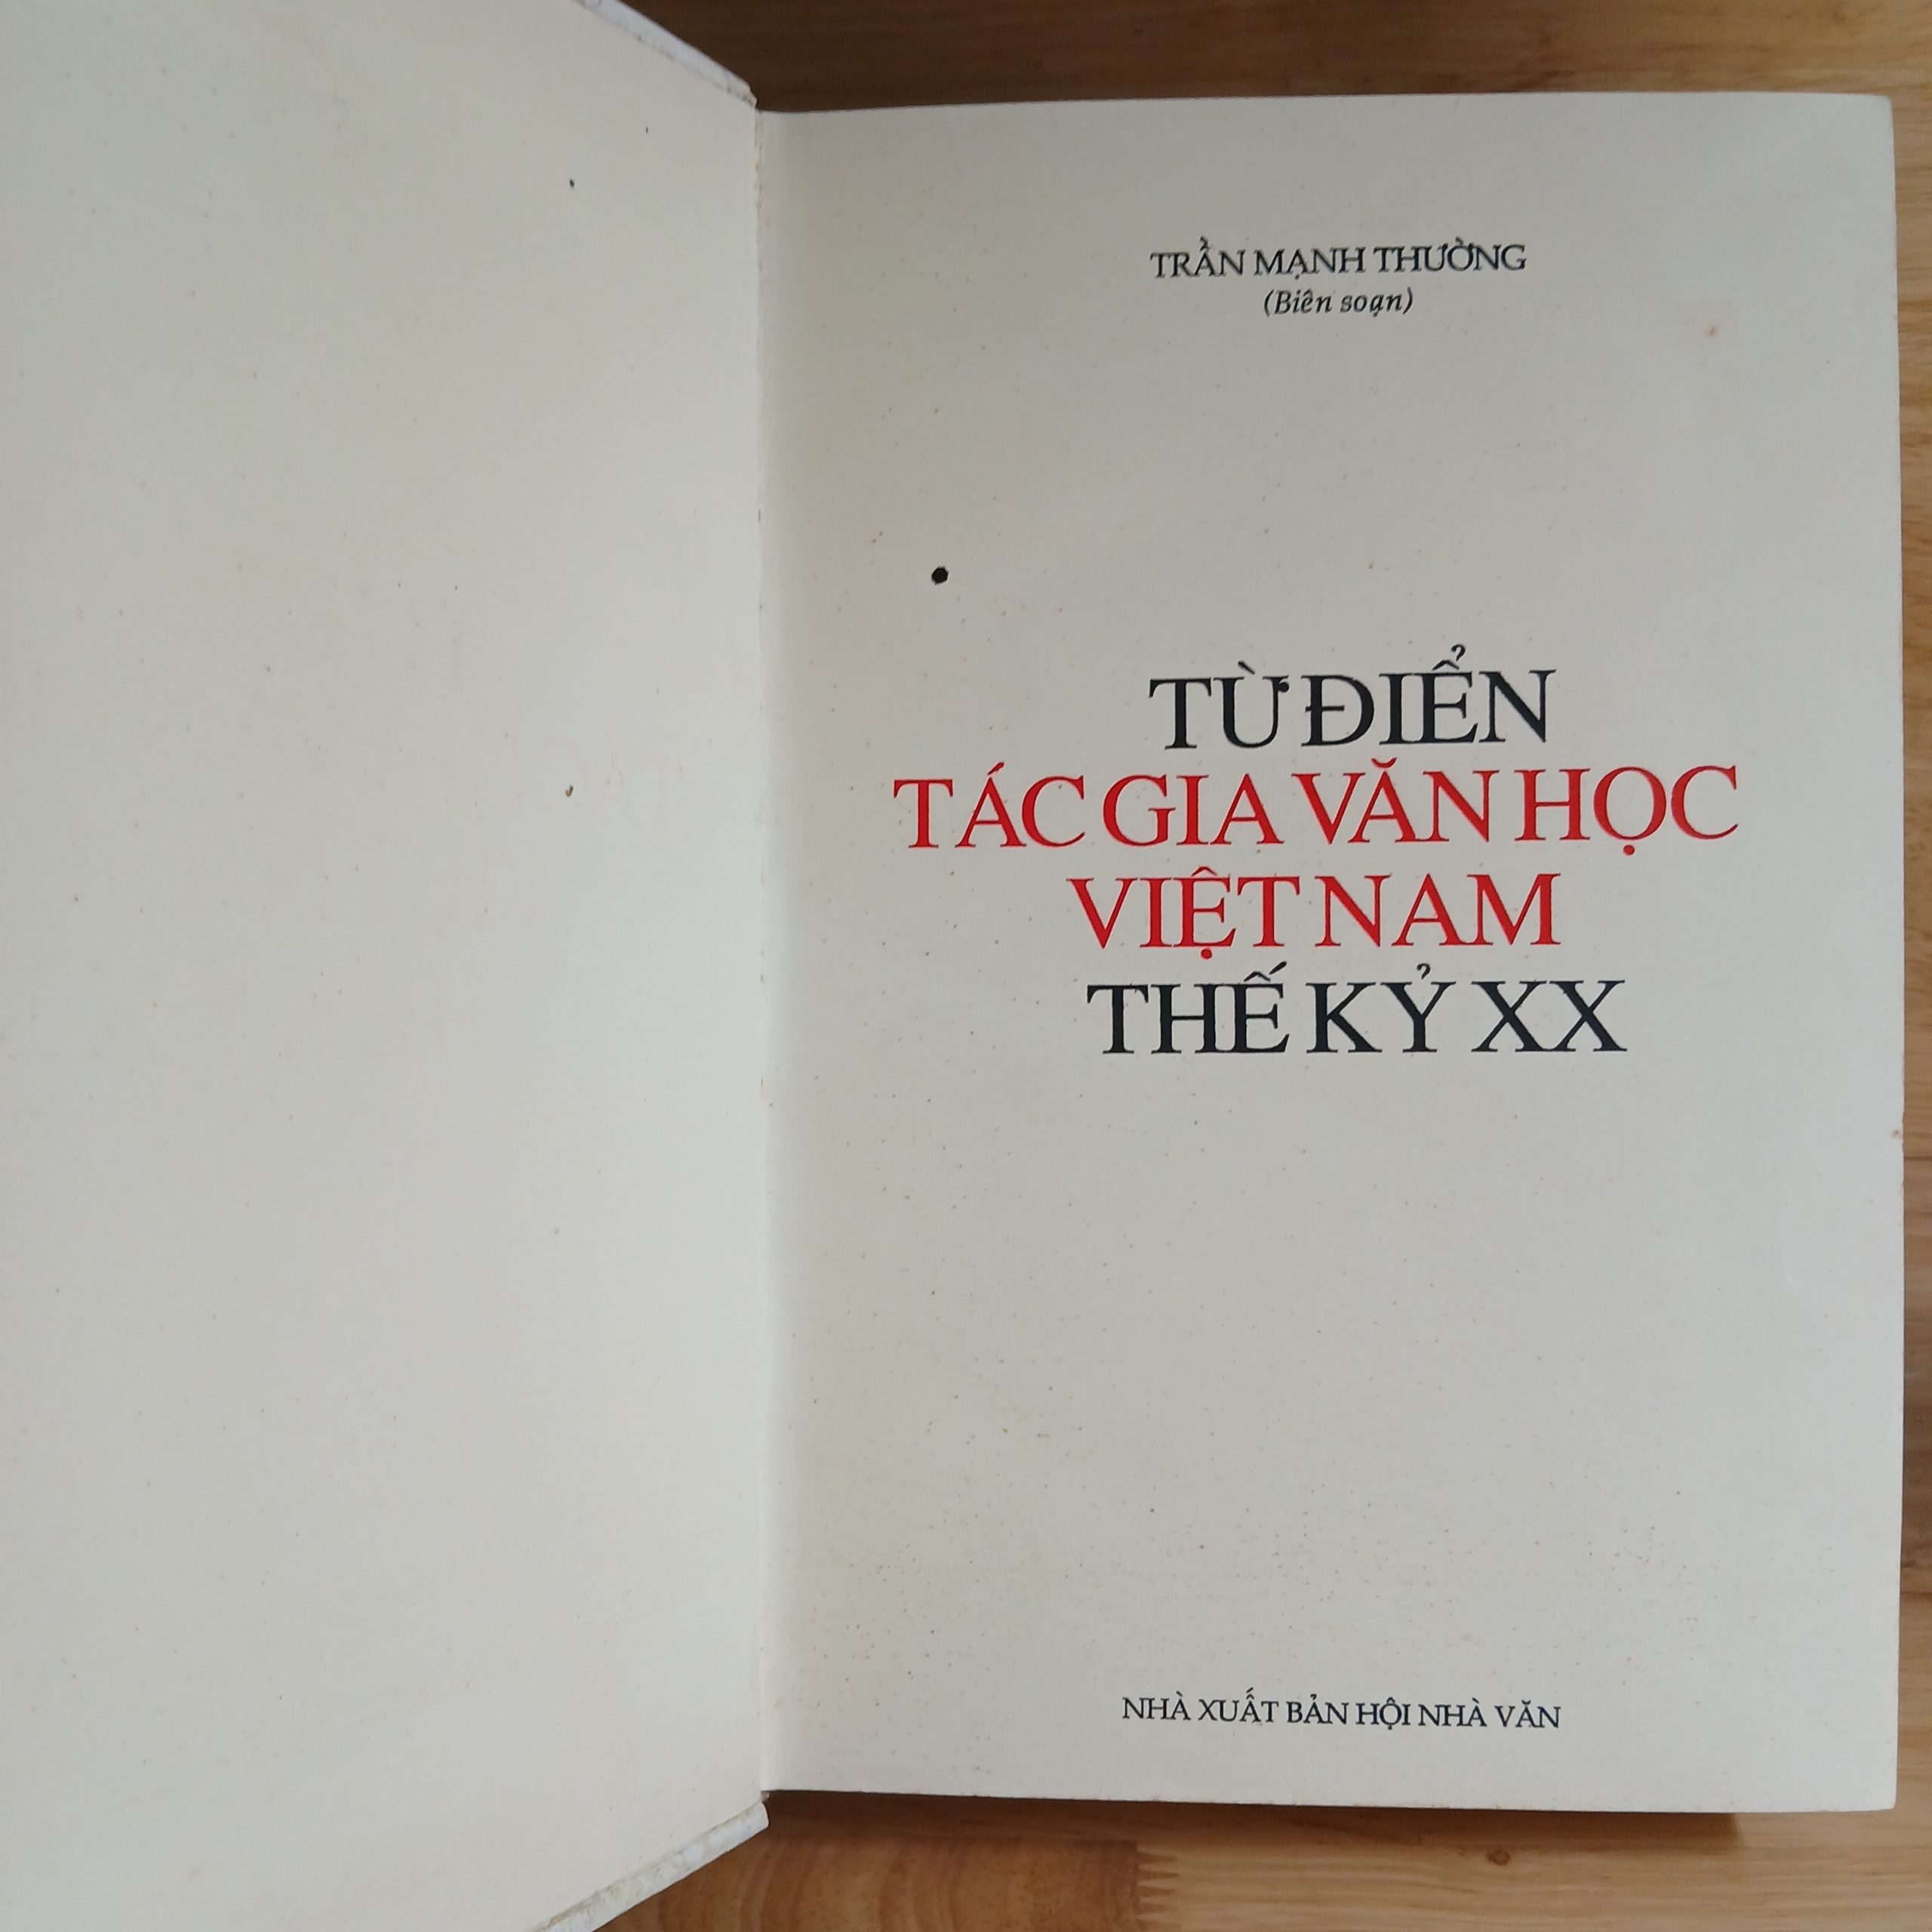 TRẦN MẠNH THƯỜNG
(Biên soạn)
TỪ ĐIỂN
TÁC GIA VĂN HỌC
VIỆT NAM
THẾ KỶ XX
NHÀ XUẤT BẢN HỘI NHÀ VĂN